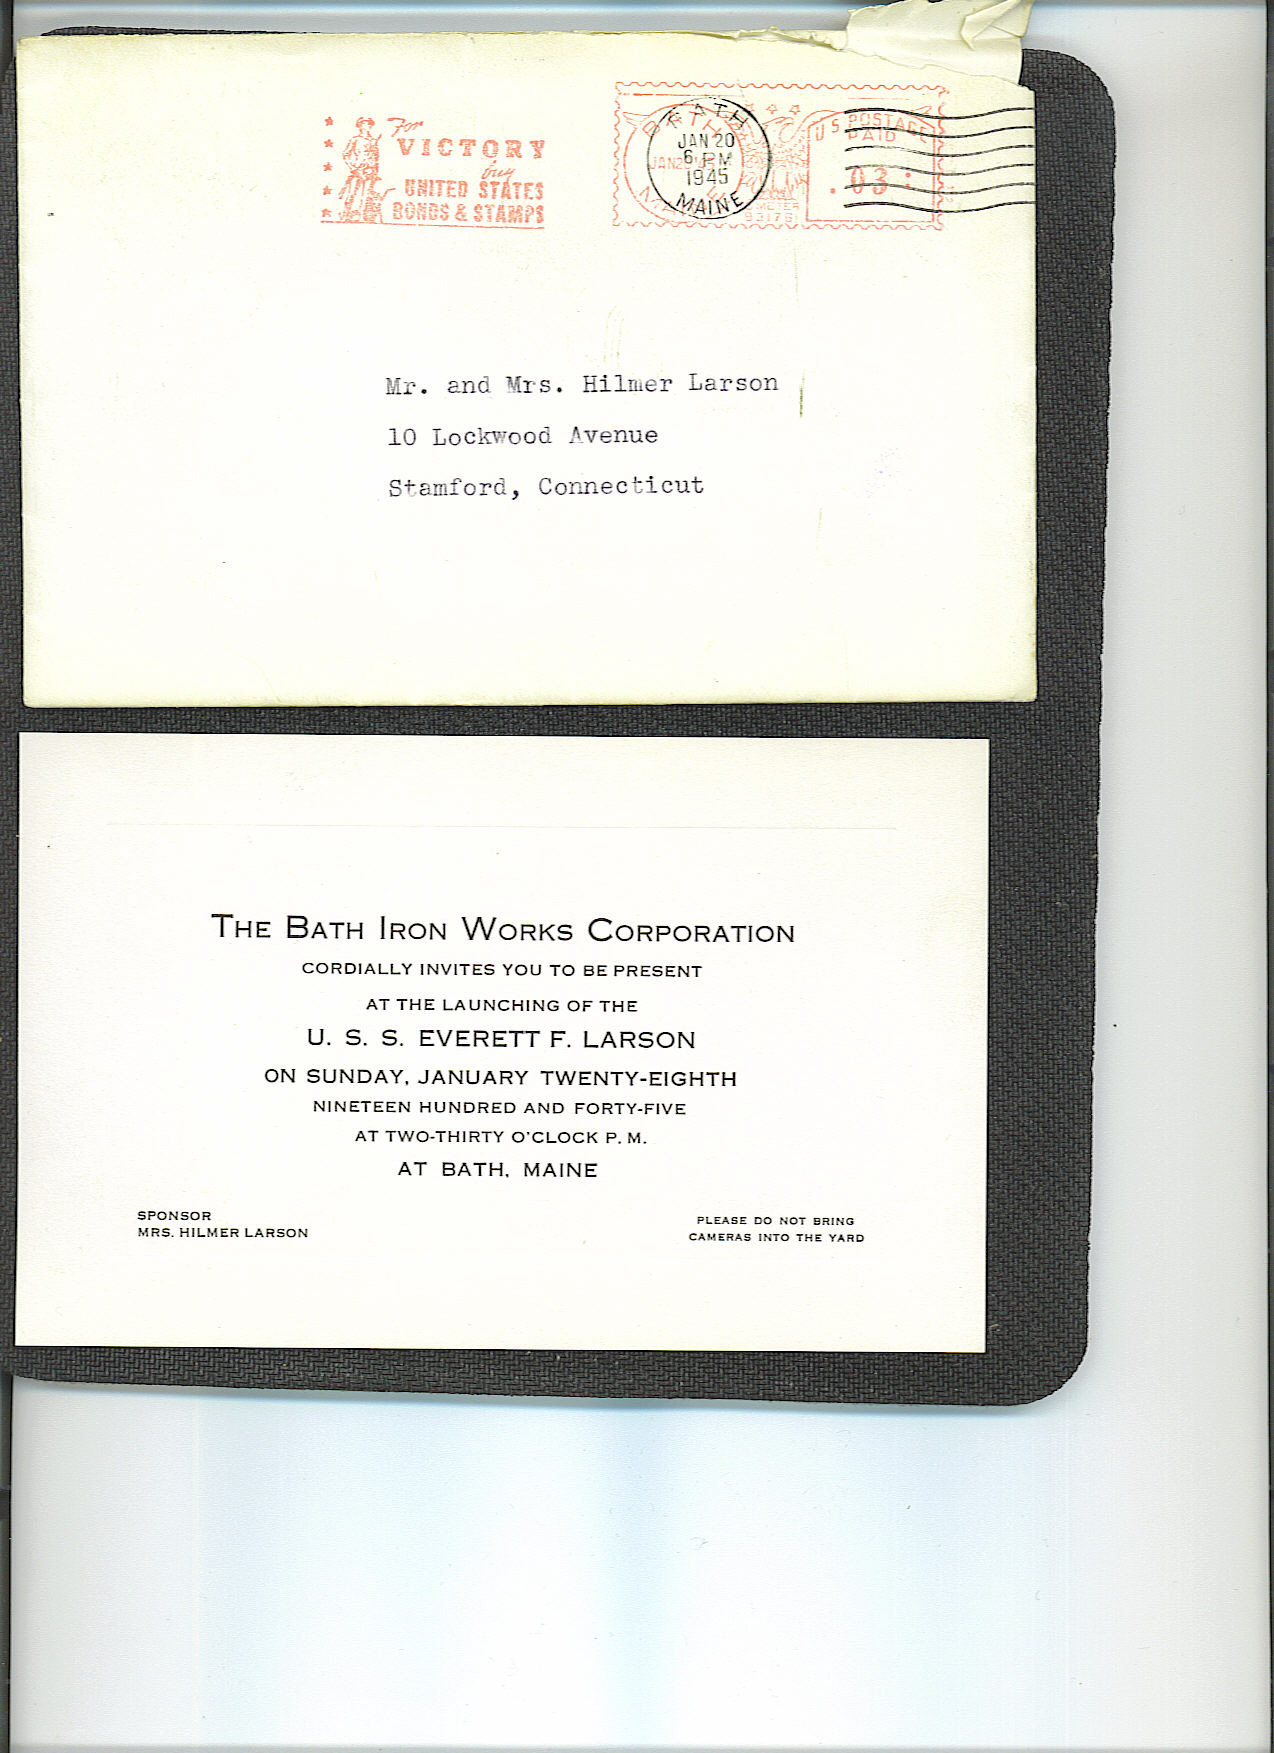 For
VICTORY
buy
UNITED STATES
BONDS & STAMPS
BATH
JAN 20
6 PM
1945
MAINE
U S POSTAGE
PAID
.03
METER
Mr. and Mrs. Hilmer Larson
10 Lockwood Avenue
Stamford, Connecticut
THE BATH IRON WORKS CORPORATION
CORDIALLY INVITES YOU TO BE PRESENT
AT THE LAUNCHING OF THE
U. S. S. EVERETT F. LARSON
ON SUNDAY, JANUARY TWENTY-EIGHTH
NINETEEN HUNDRED AND FORTY-FIVE
AT TWO-THIRTY O'CLOCK P. M.
AT BATH, MAINE
SPONSOR
MRS. HILMER LARSON
PLEASE DO NOT BRING
CAMERAS INTO THE YARD